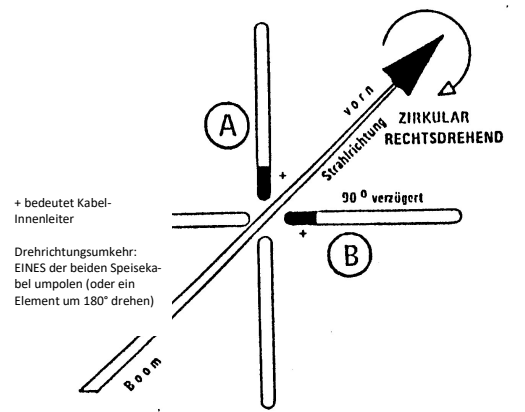 A
vorn
Strahlrichtung
ZIRKULAR
RECHTSDREHEND
+
+ bedeutet Kabel-
Innenleiter
Drehrichtungsumkehr:
EINES der beiden Speiseka-
bel umpolen (oder ein
Element um 180° drehen)
90° verzügert
+
B
Boom